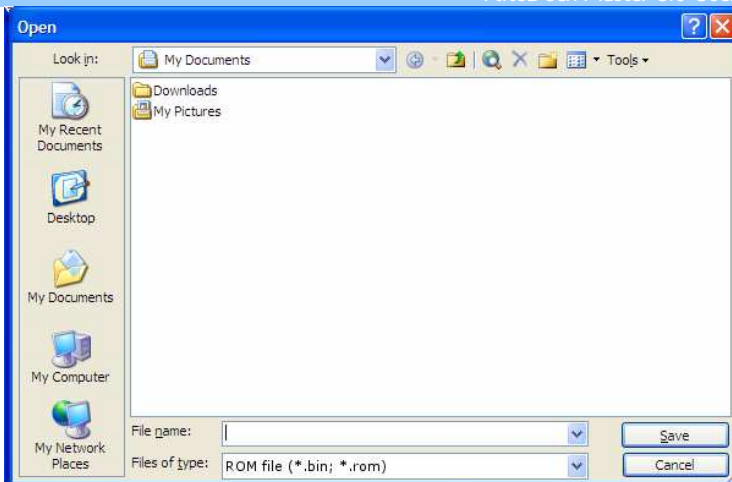 Open
Look in: My Documents Tools
Downloads
My Pictures
My Recent
Documents
Desktop
My Documents
My Computer
My Network
Places
File name: Save
Files of type: ROM file (*.bin; *.rom) Cancel